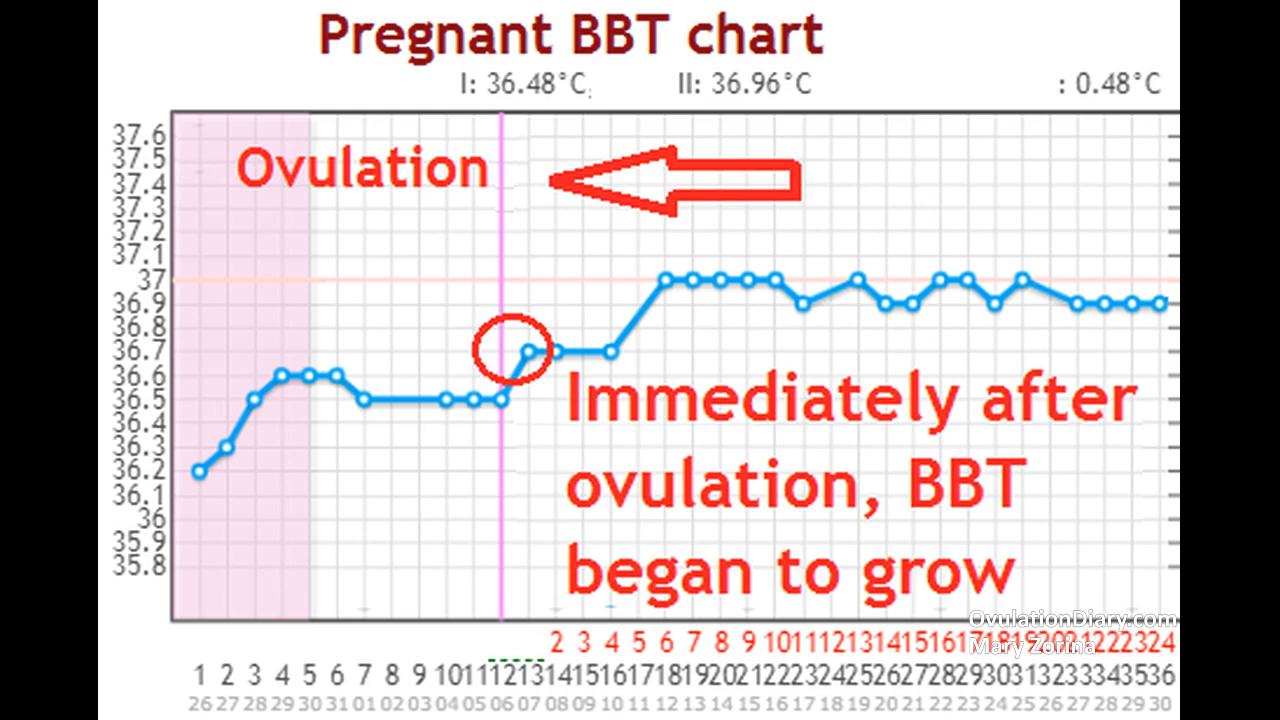 Pregnant BBT chart
I: 36.48°C; II: 36.96°C : 0.48°C
37.6
37.5
37.4
37.3
37.2
37.1
37
36.9
36.8
36.7
36.6
36.5
36.4
36.3
36.2
36.1
36
35.9
35.8
Ovulation
Immediately after
ovulation, BBT
began to grow
OvulationDiary.com
Mary Zorina
2 3 4 5 6 7 8 9 10 11 12 13 14 15 16 17 18 19 20 21 22 23 24
1 2 3 4 5 6 7 8 9 10 11 12 13 14 15 16 17 18 19 20 21 22 23 24 25 26 27 28 29 30 31 32 33 34 35 36
26 27 28 29 30 31 01 02 03 04 05 06 07 08 09 10 11 12 13 14 15 16 17 18 19 20 21 22 23 24 25 26 27 28 29 30